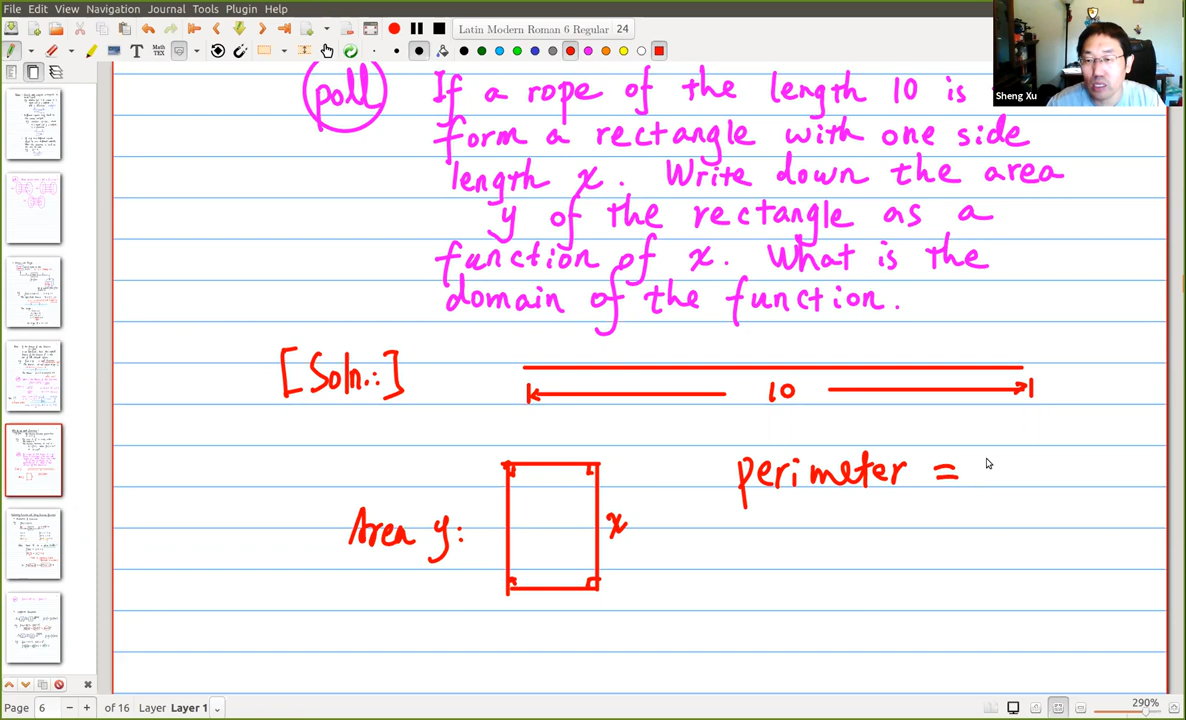 File Edit View Navigation Journal Tools Plugin Help
Math TEX Latin Modern Roman 6 Regular 24
Sheng Xu
poll If a rope of the length 10 is
form a rectangle with one side
length x. Write down the area
y of the rectangle as a
function of x. What is the
domain of the function.
[Soln.:]
10
perimeter =
Area y: x
Page 6 of 16 Layer Layer 1 290%